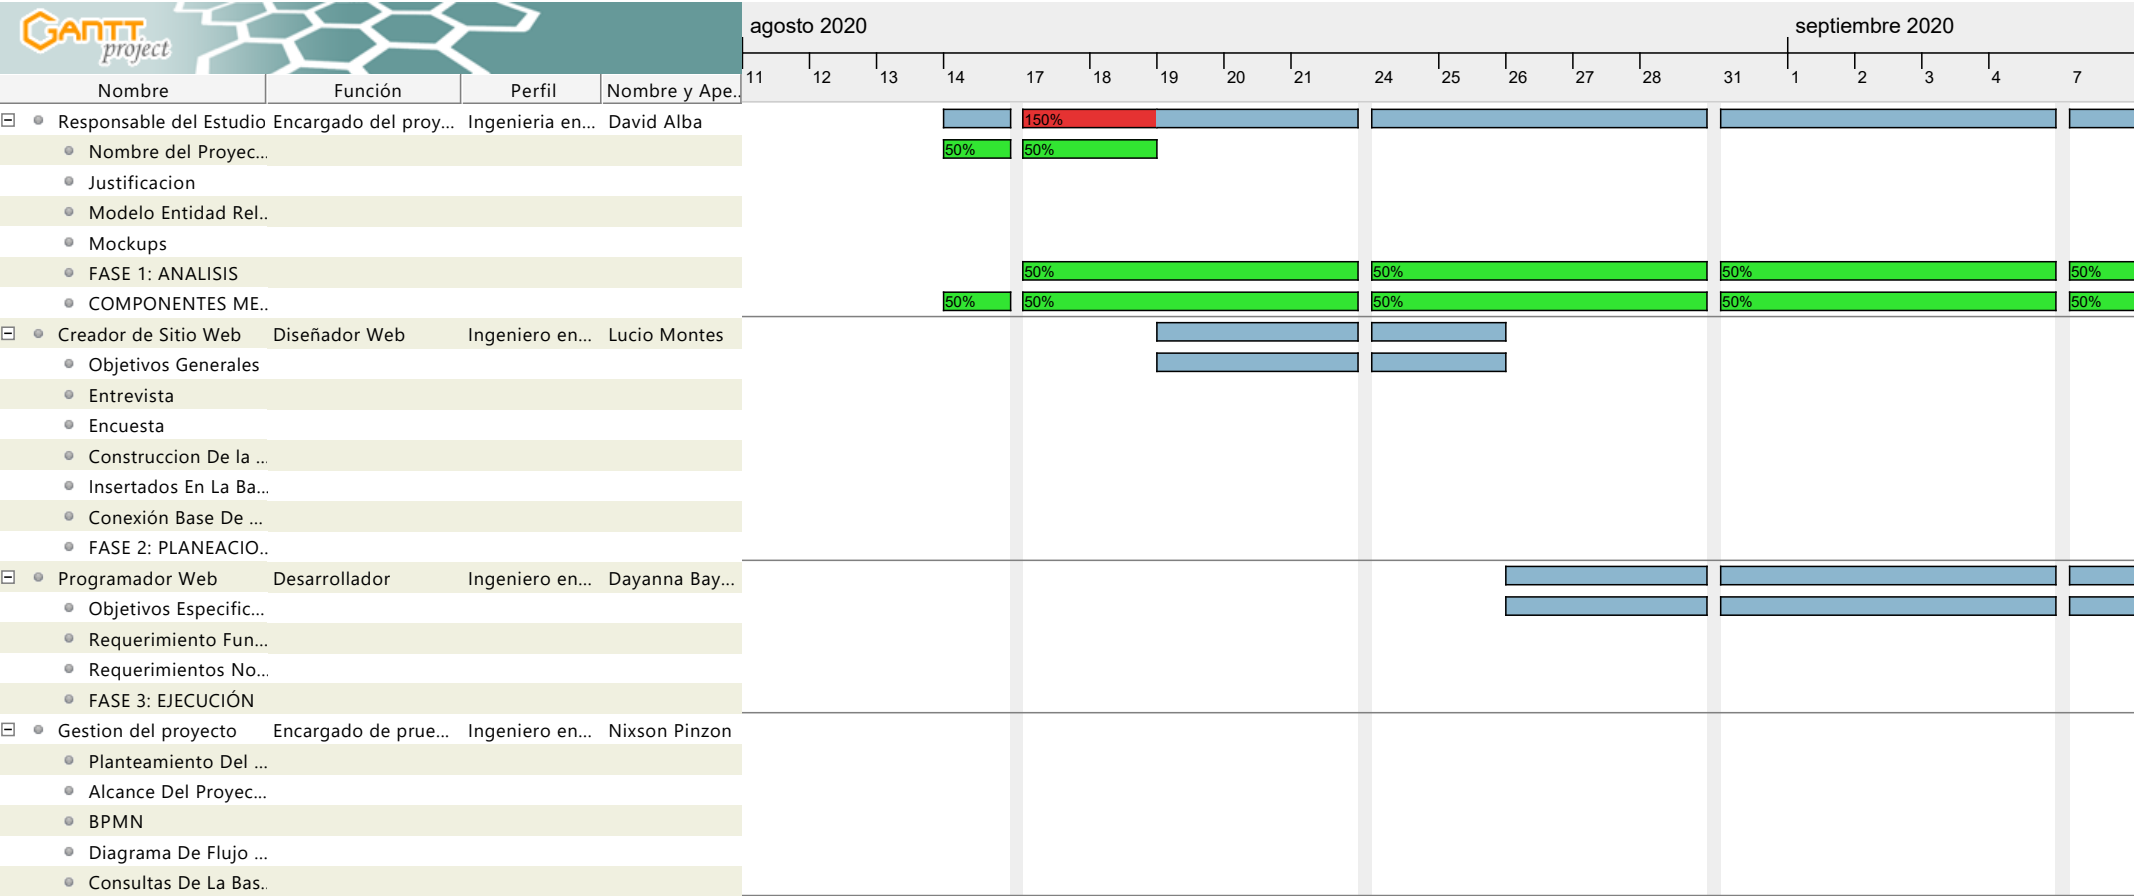 GANTT
project
agosto 2020 septiembre 2020
11 12 13 14 17 18 19 20 21 24 25 26 27 28 31 1 2 3 4 7
Nombre Función Perfil Nombre y Ape..
Responsable del Estudio Encargado del proy... Ingenieria en... David Alba 150%
Nombre del Proyec... 50% 50%
Justificacion
Modelo Entidad Rel..
Mockups
FASE 1: ANALISIS 50% 50% 50% 50%
COMPONENTES ME.. 50% 50% 50% 50% 50%
Creador de Sitio Web Diseñador Web Ingeniero en... Lucio Montes
Objetivos Generales
Entrevista
Encuesta
Construccion De la ...
Insertados En La Ba...
Conexión Base De ...
FASE 2: PLANEACIO..
Programador Web Desarrollador Ingeniero en... Dayanna Bay...
Objetivos Especific...
Requerimiento Fun...
Requerimientos No...
FASE 3: EJECUCIÓN
Gestion del proyecto Encargado de prue... Ingeniero en... Nixson Pinzon
Planteamiento Del ...
Alcance Del Proyec...
BPMN
Diagrama De Flujo ...
Consultas De La Bas..